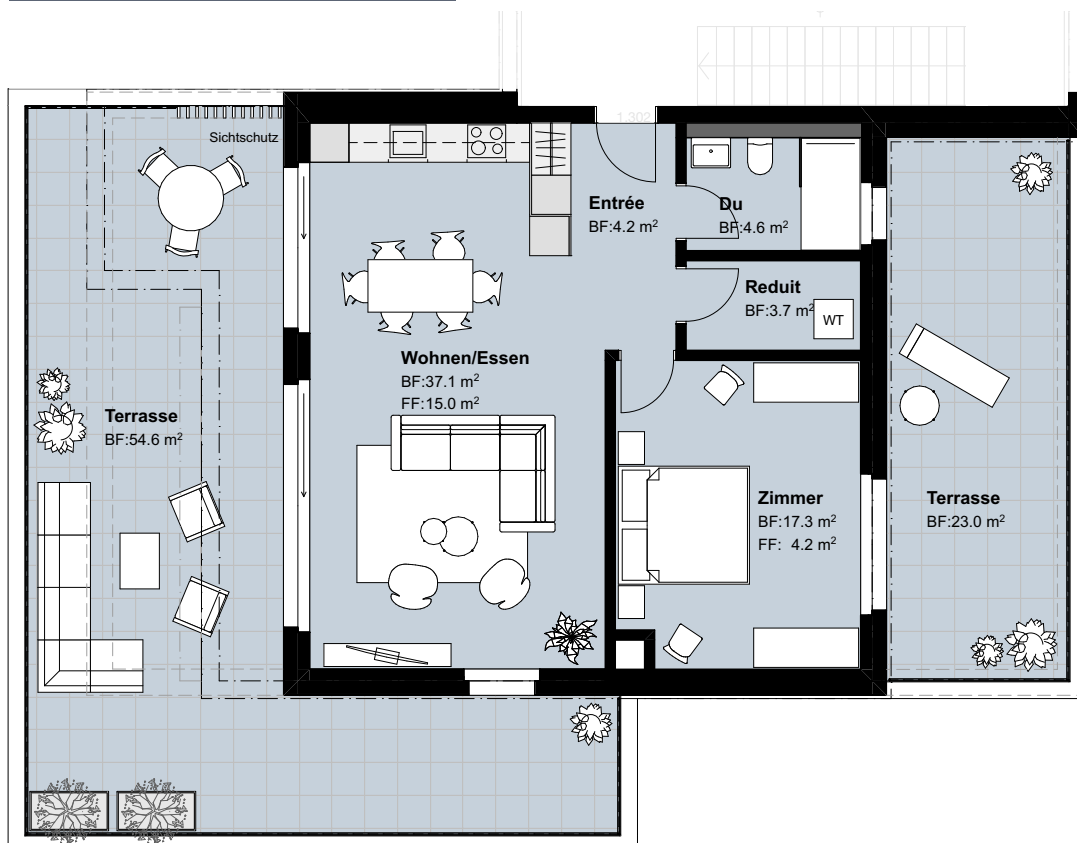 1.302
Sichtschutz
Entrée
BF:4.2 m²
Du
BF:4.6 m²
Reduit
BF:3.7 m²
WT
Wohnen/Essen
BF:37.1 m²
FF:15.0 m²
Terrasse
BF:54.6 m²
Zimmer
BF:17.3 m²
FF: 4.2 m²
Terrasse
BF:23.0 m²